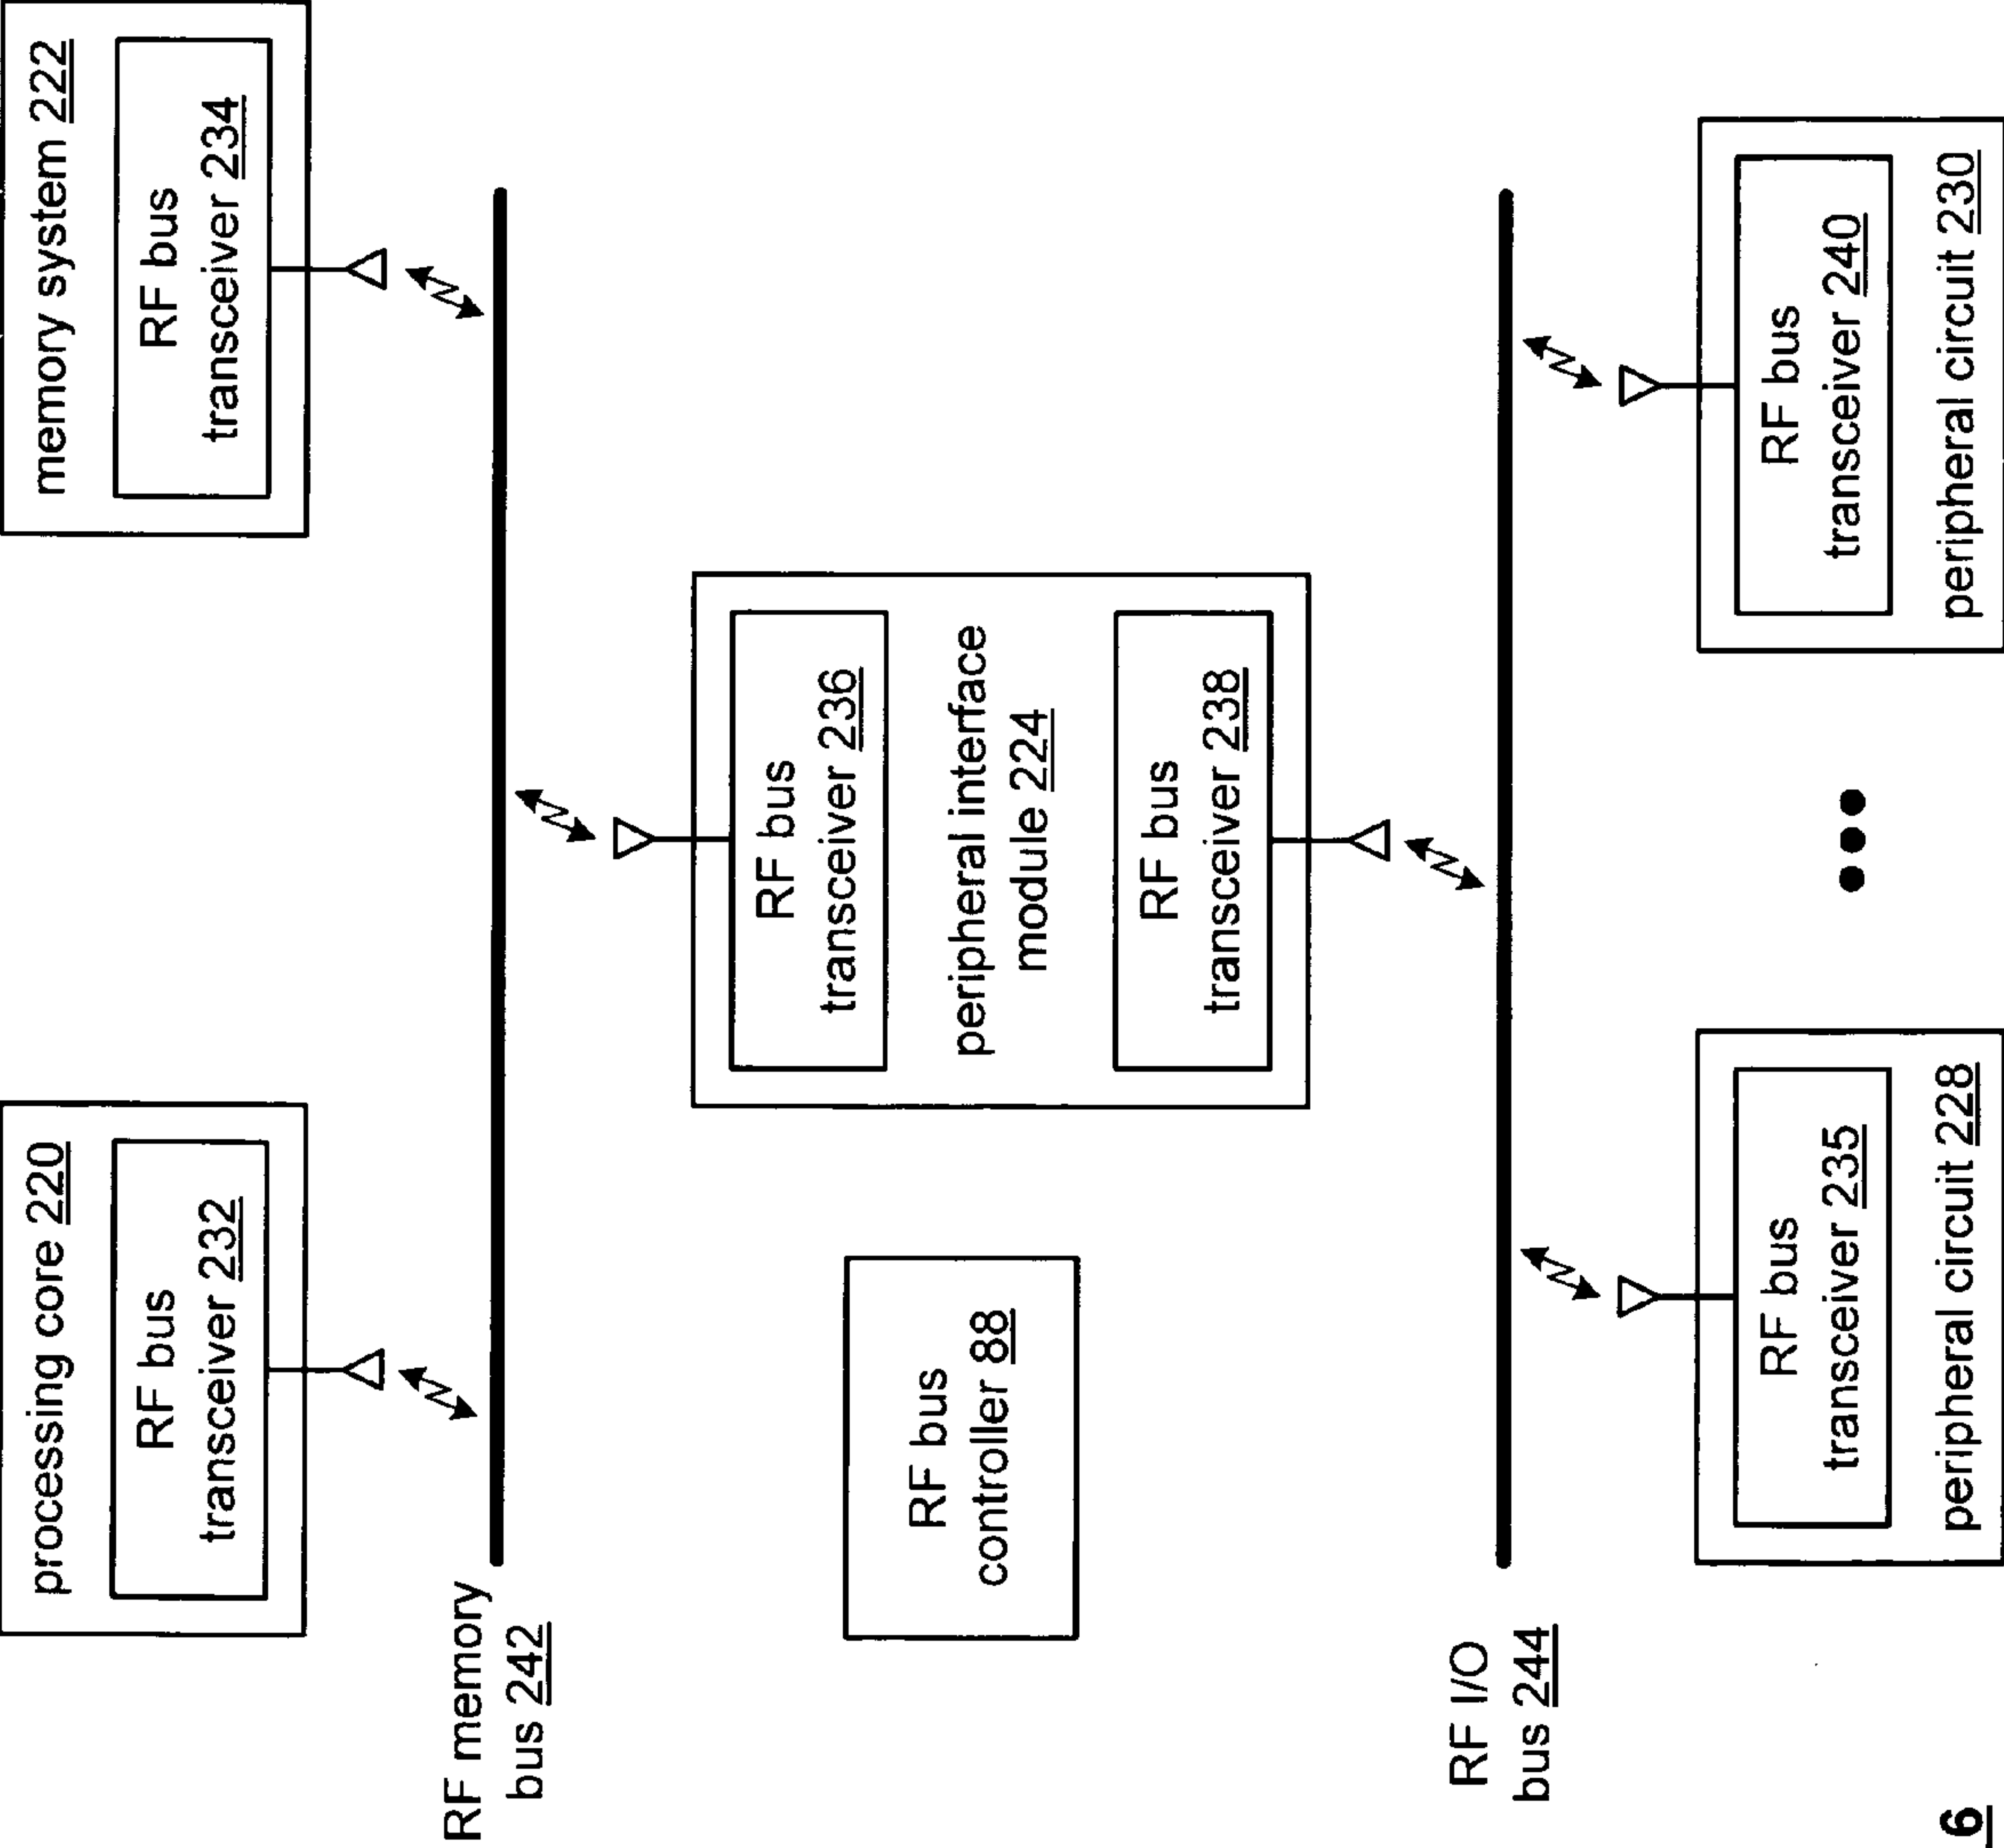 processing core 220
RF bus
transceiver 232
memory system 222
RF bus
transceiver 234
RF memory
bus 242
RF bus
transceiver 236
peripheral interface
module 224
RF bus
transceiver 238
RF bus
controller 88
RF I/O
bus 244
RF bus
transceiver 235
peripheral circuit 228
RF bus
transceiver 240
peripheral circuit 230
6